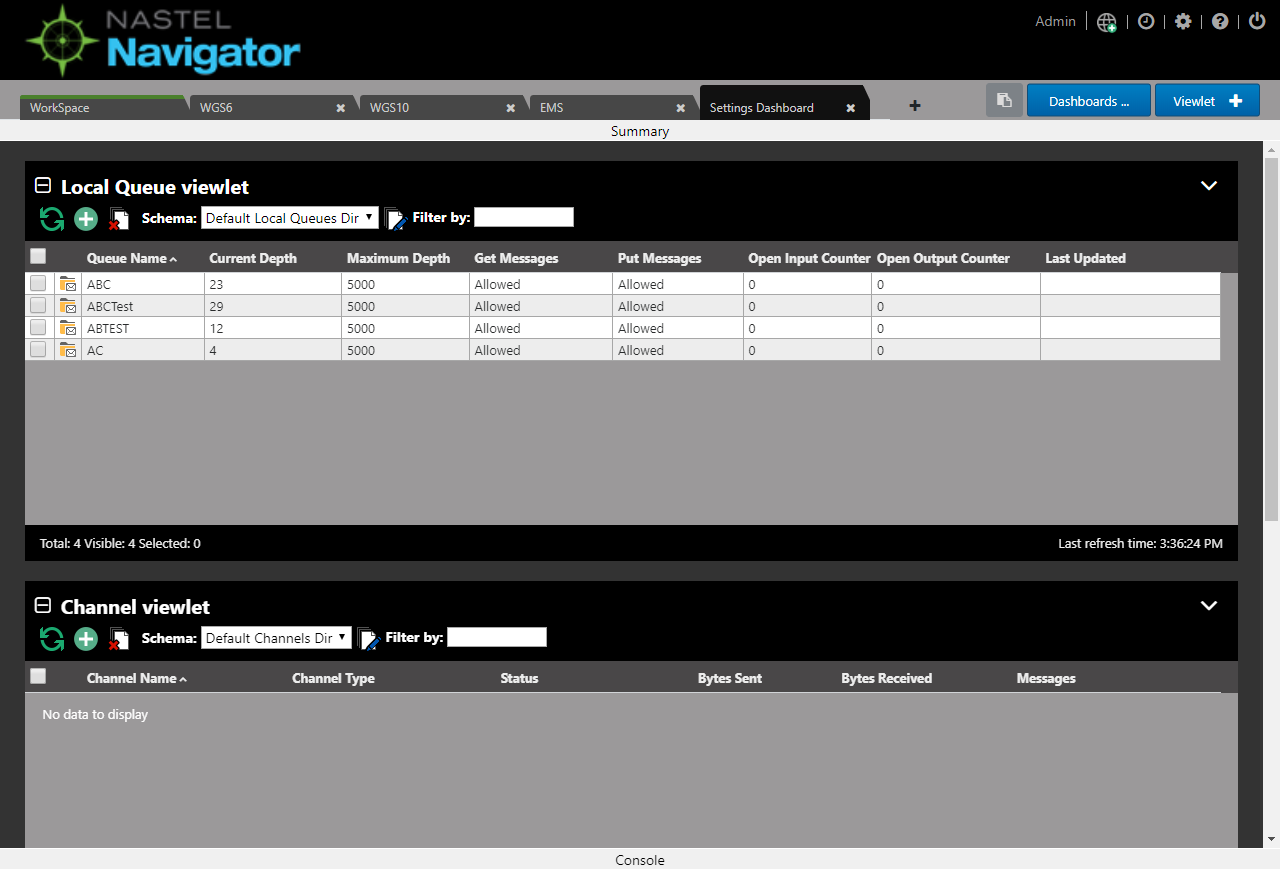 NASTEL
Navigator
Admin
WorkSpace WGS6 WGS10 EMS Settings Dashboard Dashboards ... Viewlet
Summary
Local Queue viewlet
Schema: Default Local Queues Dir Filter by:
Queue Name Current Depth Maximum Depth Get Messages Put Messages Open Input Counter Open Output Counter Last Updated
ABC 23 5000 Allowed Allowed 0 0
ABCTest 29 5000 Allowed Allowed 0 0
ABTEST 12 5000 Allowed Allowed 0 0
AC 4 5000 Allowed Allowed 0 0
Total: 4 Visible: 4 Selected: 0 Last refresh time: 3:36:24 PM
Channel viewlet
Schema: Default Channels Dir Filter by:
Channel Name Channel Type Status Bytes Sent Bytes Received Messages
No data to display
Console